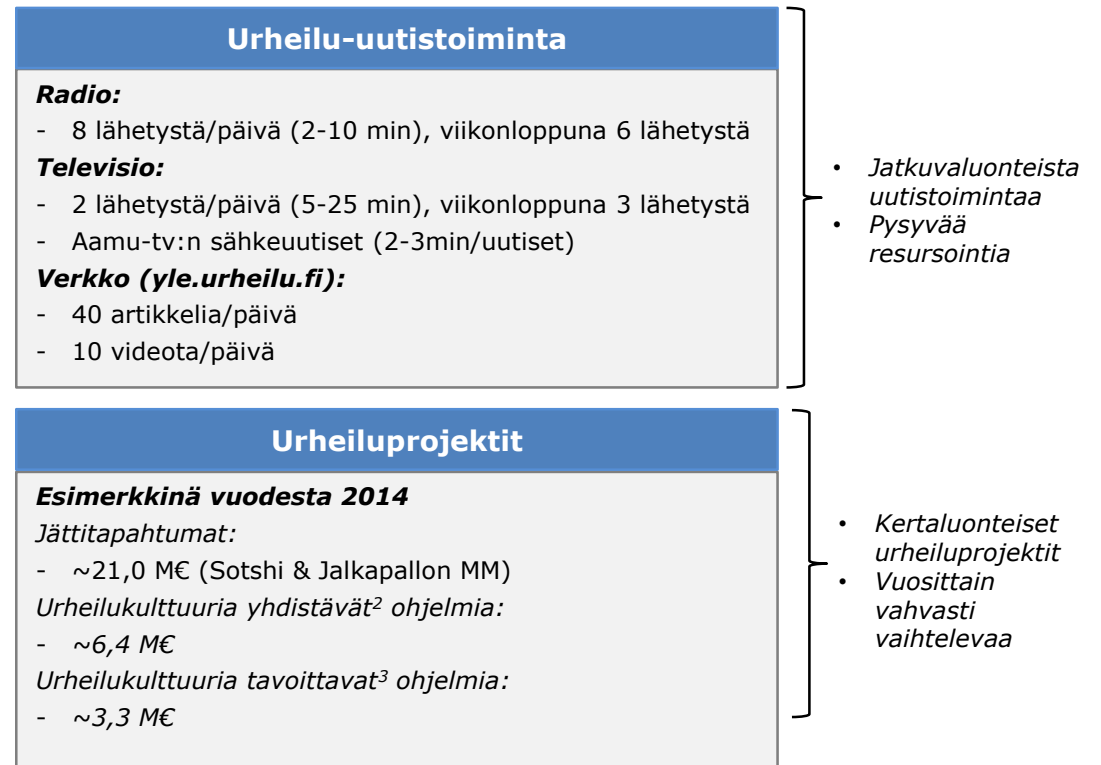 Urheilu-uutistoiminta
Radio:
- 8 lähetystä/päivä (2-10 min), viikonloppuna 6 lähetystä
Televisio:
- 2 lähetystä/päivä (5-25 min), viikonloppuna 3 lähetystä
- Aamu-tv:n sähkeuutiset (2-3min/uutiset)
Verkko (yle.urheilu.fi):
- 40 artikkelia/päivä
- 10 videota/päivä
• Jatkuvaluonteista
uutistoimintaa
• Pysyvää
resursointia
Urheiluprojektit
Esimerkkinä vuodesta 2014
Jättitapahtumat:
- ~21,0 M€ (Sotshi & Jalkapallon MM)
Urheilukulttuuria yhdistävät² ohjelmia:
- ~6,4 M€
Urheilukulttuuria tavoittavat³ ohjelmia:
- ~3,3 M€
• Kertaluonteiset
urheiluprojektit
• Vuosittain
vahvasti
vaihtelevaa